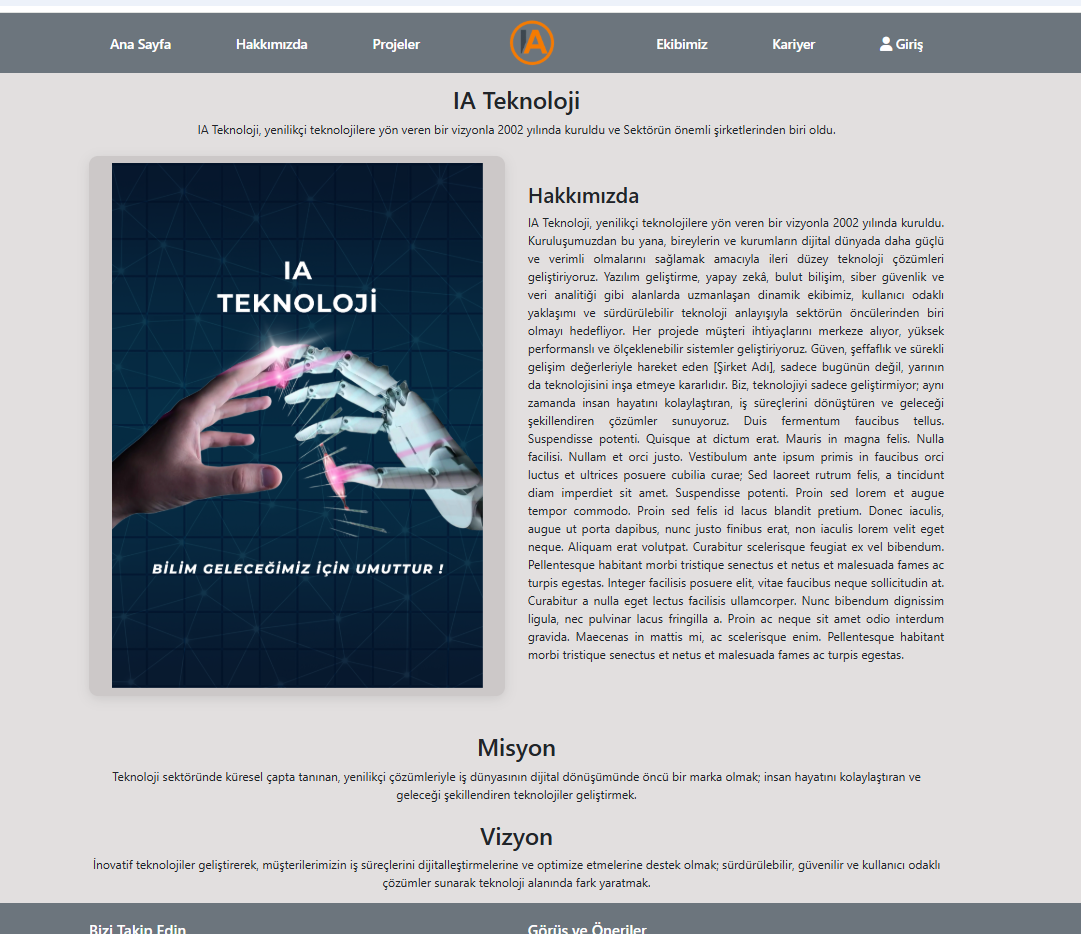 Ana Sayfa Hakkımızda Projeler IA Ekibimiz Kariyer Giriş
IA Teknoloji
IA Teknoloji, yenilikçi teknolojilere yön veren bir vizyonla 2002 yılında kuruldu ve Sektörün önemli şirketlerinden biri oldu.
IA
TEKNOLOJİ
BİLİM GELECEĞİMİZ İÇİN UMUTTUR !
Hakkımızda
IA Teknoloji, yenilikçi teknolojilere yön veren bir vizyonla 2002 yılında kuruldu.
Kuruluşumuzdan bu yana, bireylerin ve kurumların dijital dünyada daha güçlü
ve verimli olmalarını sağlamak amacıyla ileri düzey teknoloji çözümleri
geliştiriyoruz. Yazılım geliştirme, yapay zekâ, bulut bilişim, siber güvenlik ve
veri analitiği gibi alanlarda uzmanlaşan dinamik ekibimiz, kullanıcı odaklı
yaklaşımı ve sürdürülebilir teknoloji anlayışıyla sektörün öncülerinden biri
olmayı hedefliyor. Her projede müşteri ihtiyaçlarını merkeze alıyor, yüksek
performanslı ve ölçeklenebilir sistemler geliştiriyoruz. Güven, şeffaflık ve sürekli
gelişim değerleriyle hareket eden [Şirket Adı], sadece bugünün değil, yarının
da teknolojisini inşa etmeye kararlıdır. Biz, teknolojiyi sadece geliştirmiyor; aynı
zamanda insan hayatını kolaylaştıran, iş süreçlerini dönüştüren ve geleceği
şekillendiren çözümler sunuyoruz. Duis fermentum faucibus tellus.
Suspendisse potenti. Quisque at dictum erat. Mauris in magna felis. Nulla
facilisi. Nullam et orci justo. Vestibulum ante ipsum primis in faucibus orci
luctus et ultrices posuere cubilia curae; Sed laoreet rutrum felis, a tincidunt
diam imperdiet sit amet. Suspendisse potenti. Proin sed lorem et augue
tempor commodo. Proin sed felis id lacus blandit pretium. Donec iaculis,
augue ut porta dapibus, nunc justo finibus erat, non iaculis lorem velit eget
neque. Aliquam erat volutpat. Curabitur scelerisque feugiat ex vel bibendum.
Pellentesque habitant morbi tristique senectus et netus et malesuada fames ac
turpis egestas. Integer facilisis posuere elit, vitae faucibus neque sollicitudin at.
Curabitur a nulla eget lectus facilisis ullamcorper. Nunc bibendum dignissim
ligula, nec pulvinar lacus fringilla a. Proin ac neque sit amet odio interdum
gravida. Maecenas in mattis mi, ac scelerisque enim. Pellentesque habitant
morbi tristique senectus et netus et malesuada fames ac turpis egestas.
Misyon
Teknoloji sektöründe küresel çapta tanınan, yenilikçi çözümleriyle iş dünyasının dijital dönüşümünde öncü bir marka olmak; insan hayatını kolaylaştıran ve
geleceği şekillendiren teknolojiler geliştirmek.
Vizyon
İnovatif teknolojiler geliştirerek, müşterilerimizin iş süreçlerini dijitalleştirmelerine ve optimize etmelerine destek olmak; sürdürülebilir, güvenilir ve kullanıcı odaklı
çözümler sunarak teknoloji alanında fark yaratmak.
Bizi Takip Edin Görüş ve Öneriler